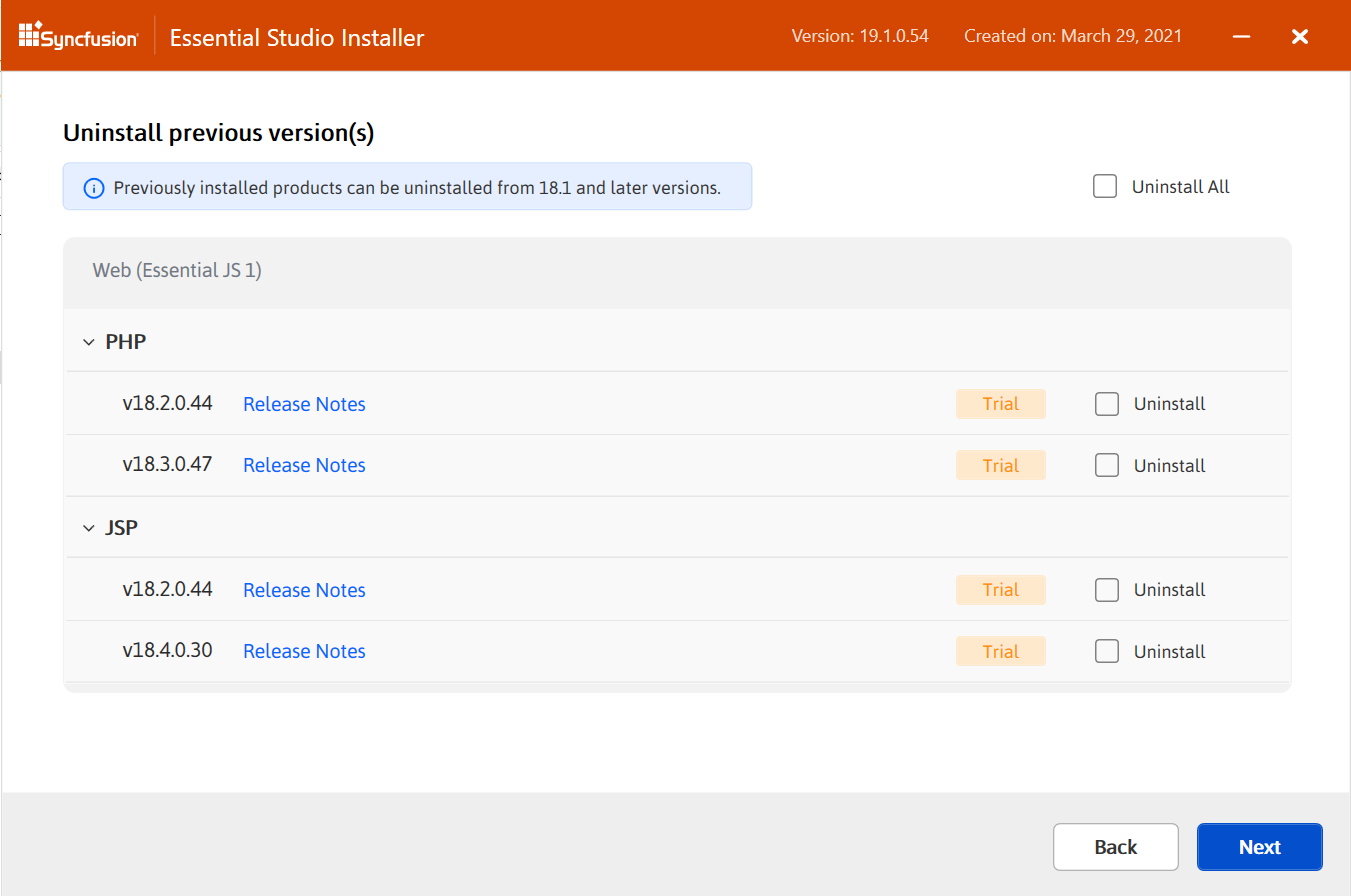 Syncfusion Essential Studio Installer Version: 19.1.0.54 Created on: March 29, 2021
Uninstall previous version(s)
Previously installed products can be uninstalled from 18.1 and later versions. Uninstall All
Web (Essential JS 1)
PHP
v18.2.0.44 Release Notes Trial Uninstall
v18.3.0.47 Release Notes Trial Uninstall
JSP
v18.2.0.44 Release Notes Trial Uninstall
v18.4.0.30 Release Notes Trial Uninstall
Back Next